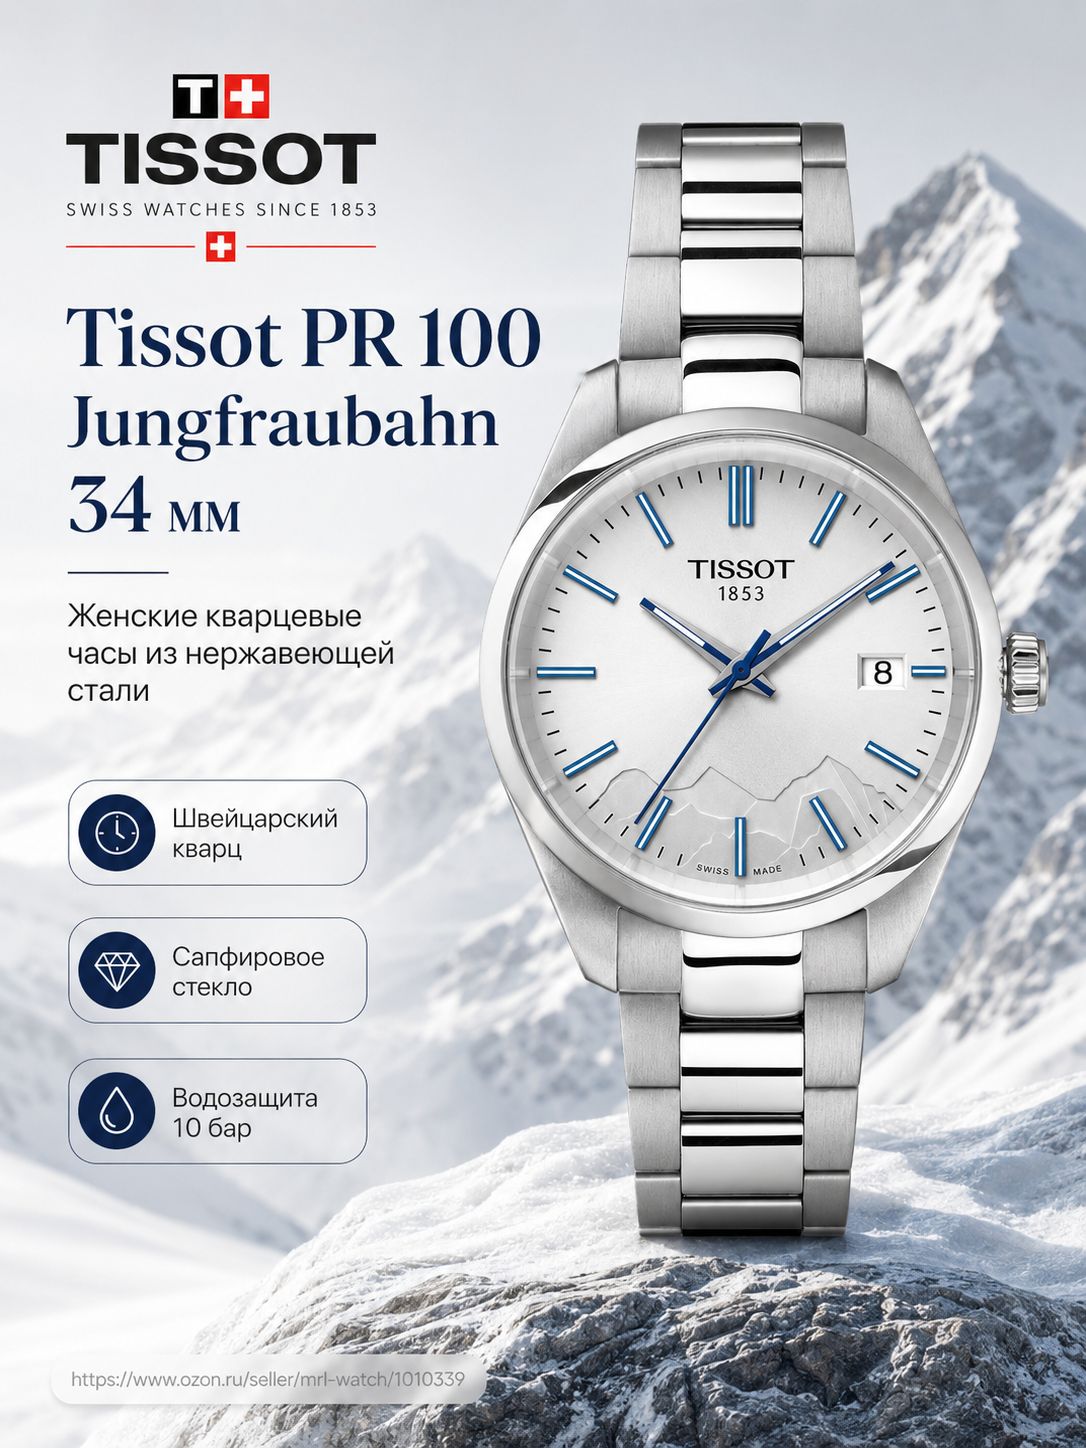 T+
TISSOT
SWISS WATCHES SINCE 1853
Tissot PR 100
Jungfraubahn
34 мм
Женские кварцевые
часы из нержавеющей
стали
Швейцарский
кварц
Сапфировое
стекло
Водозащита
10 бар
TISSOT
1853
8
SWISS MADE
https://www.ozon.ru/seller/mrl-watch/1010339